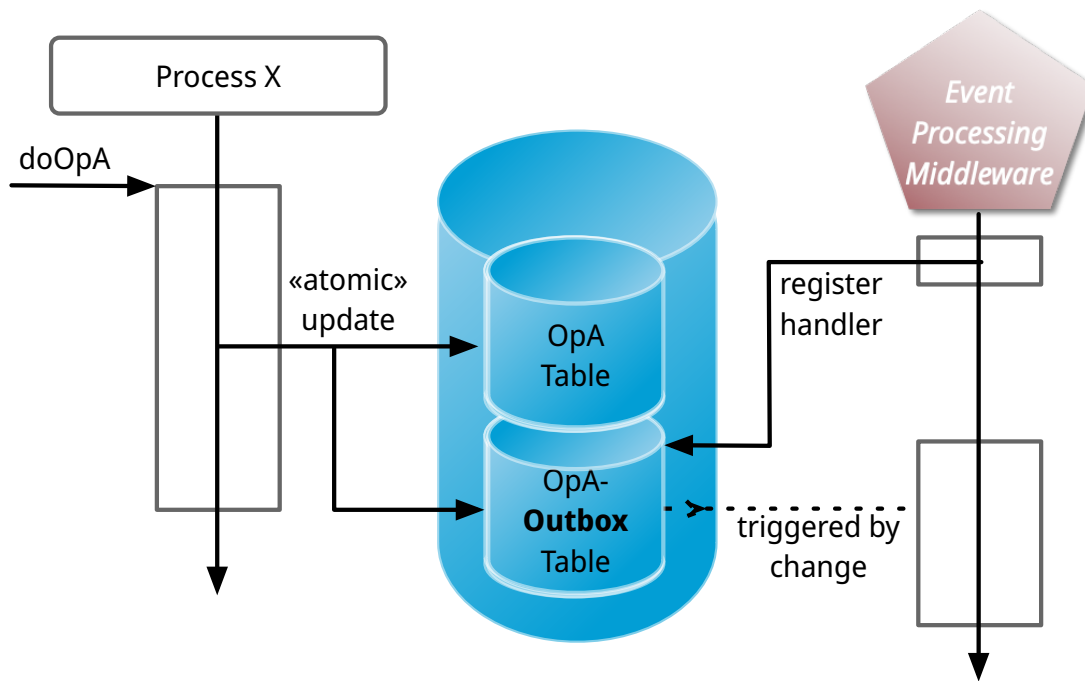 Process X
doOpA
«atomic»
update
OpA
Table
OpA-
Outbox
Table
Event
Processing
Middleware
register
handler
triggered by
change